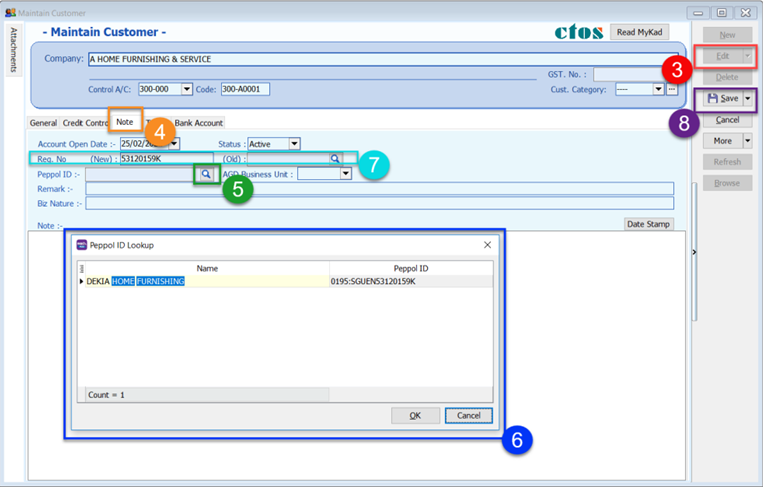 Maintain Customer
Attachments
- Maintain Customer -
ctos
Read MyKad
New
Company: A HOME FURNISHING & SERVICE
3
Edit
GST. No. :
Delete
Control A/C: 300-000 Code: 300-A0001
Cust. Category: ----
8
Save
General Credit Control Note Bank Account
Cancel
4
Account Open Date :- 25/02/ Status : Active
More
Reg. No (New) : 53120159K (Old) :
7
Refresh
Peppol ID :- AGD Business Unit :
5
Browse
Remark :-
Biz Nature :-
Note :-
Date Stamp
Peppol ID Lookup
Name Peppol ID
DEKIA HOME FURNISHING 0195:SGUEN53120159K
Count = 1
OK Cancel
6